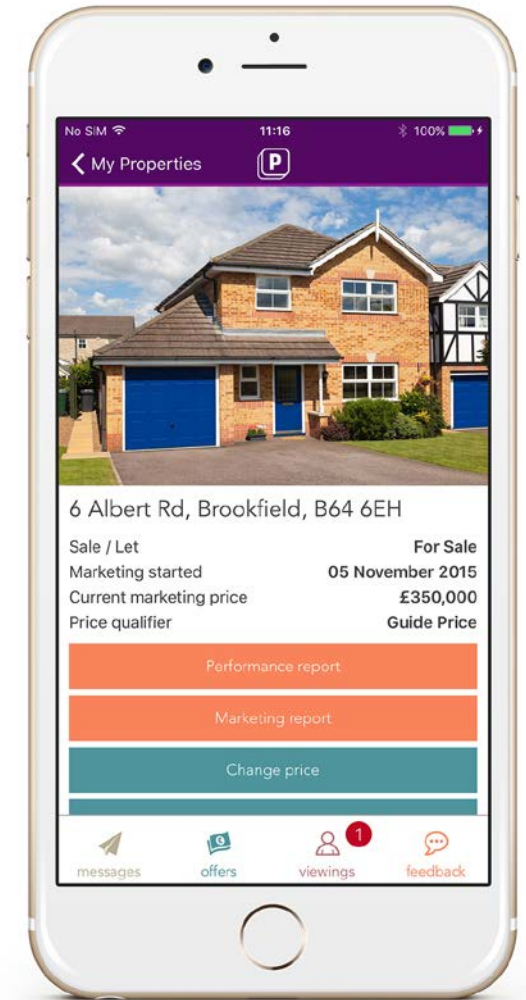 No SIM 11:16 100%
My Properties P
6 Albert Rd, Brookfield, B64 6EH
Sale / Let For Sale
Marketing started 05 November 2015
Current marketing price £350,000
Price qualifier Guide Price
Performance report
Marketing report
Change price
1
messages offers viewings feedback